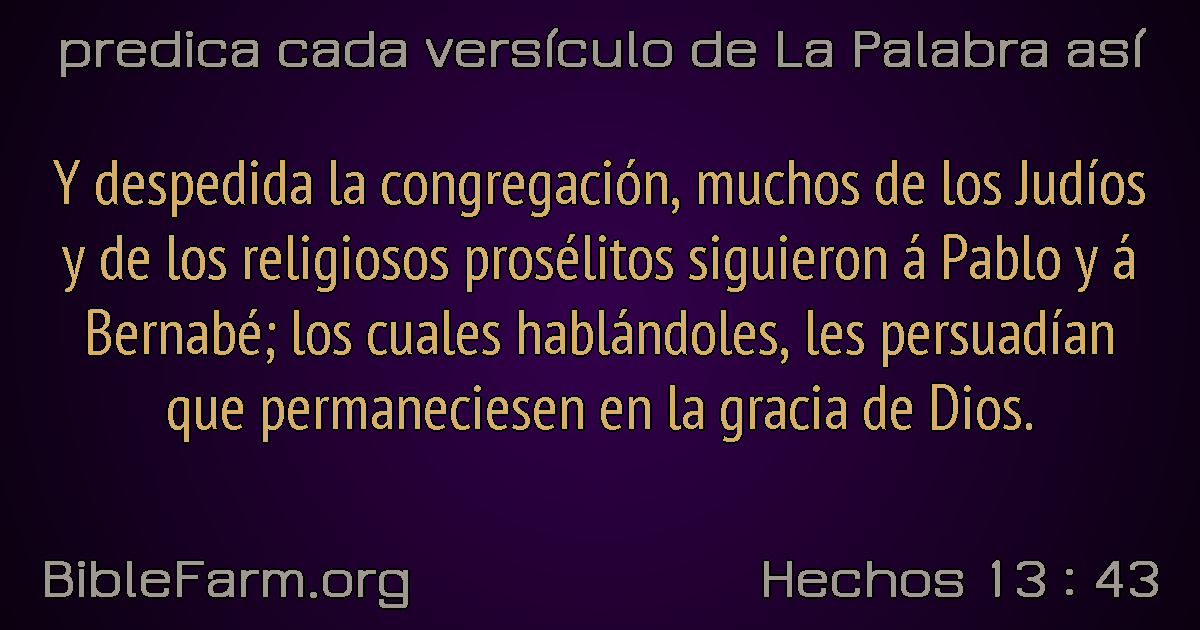 predica cada versículo de La Palabra así
Y despedida la congregación, muchos de los Judíos
y de los religiosos prosélitos siguieron á Pablo y á
Bernabé; los cuales hablándoles, les persuadían
que permaneciesen en la gracia de Dios.
BibleFarm.org
Hechos 13 : 43